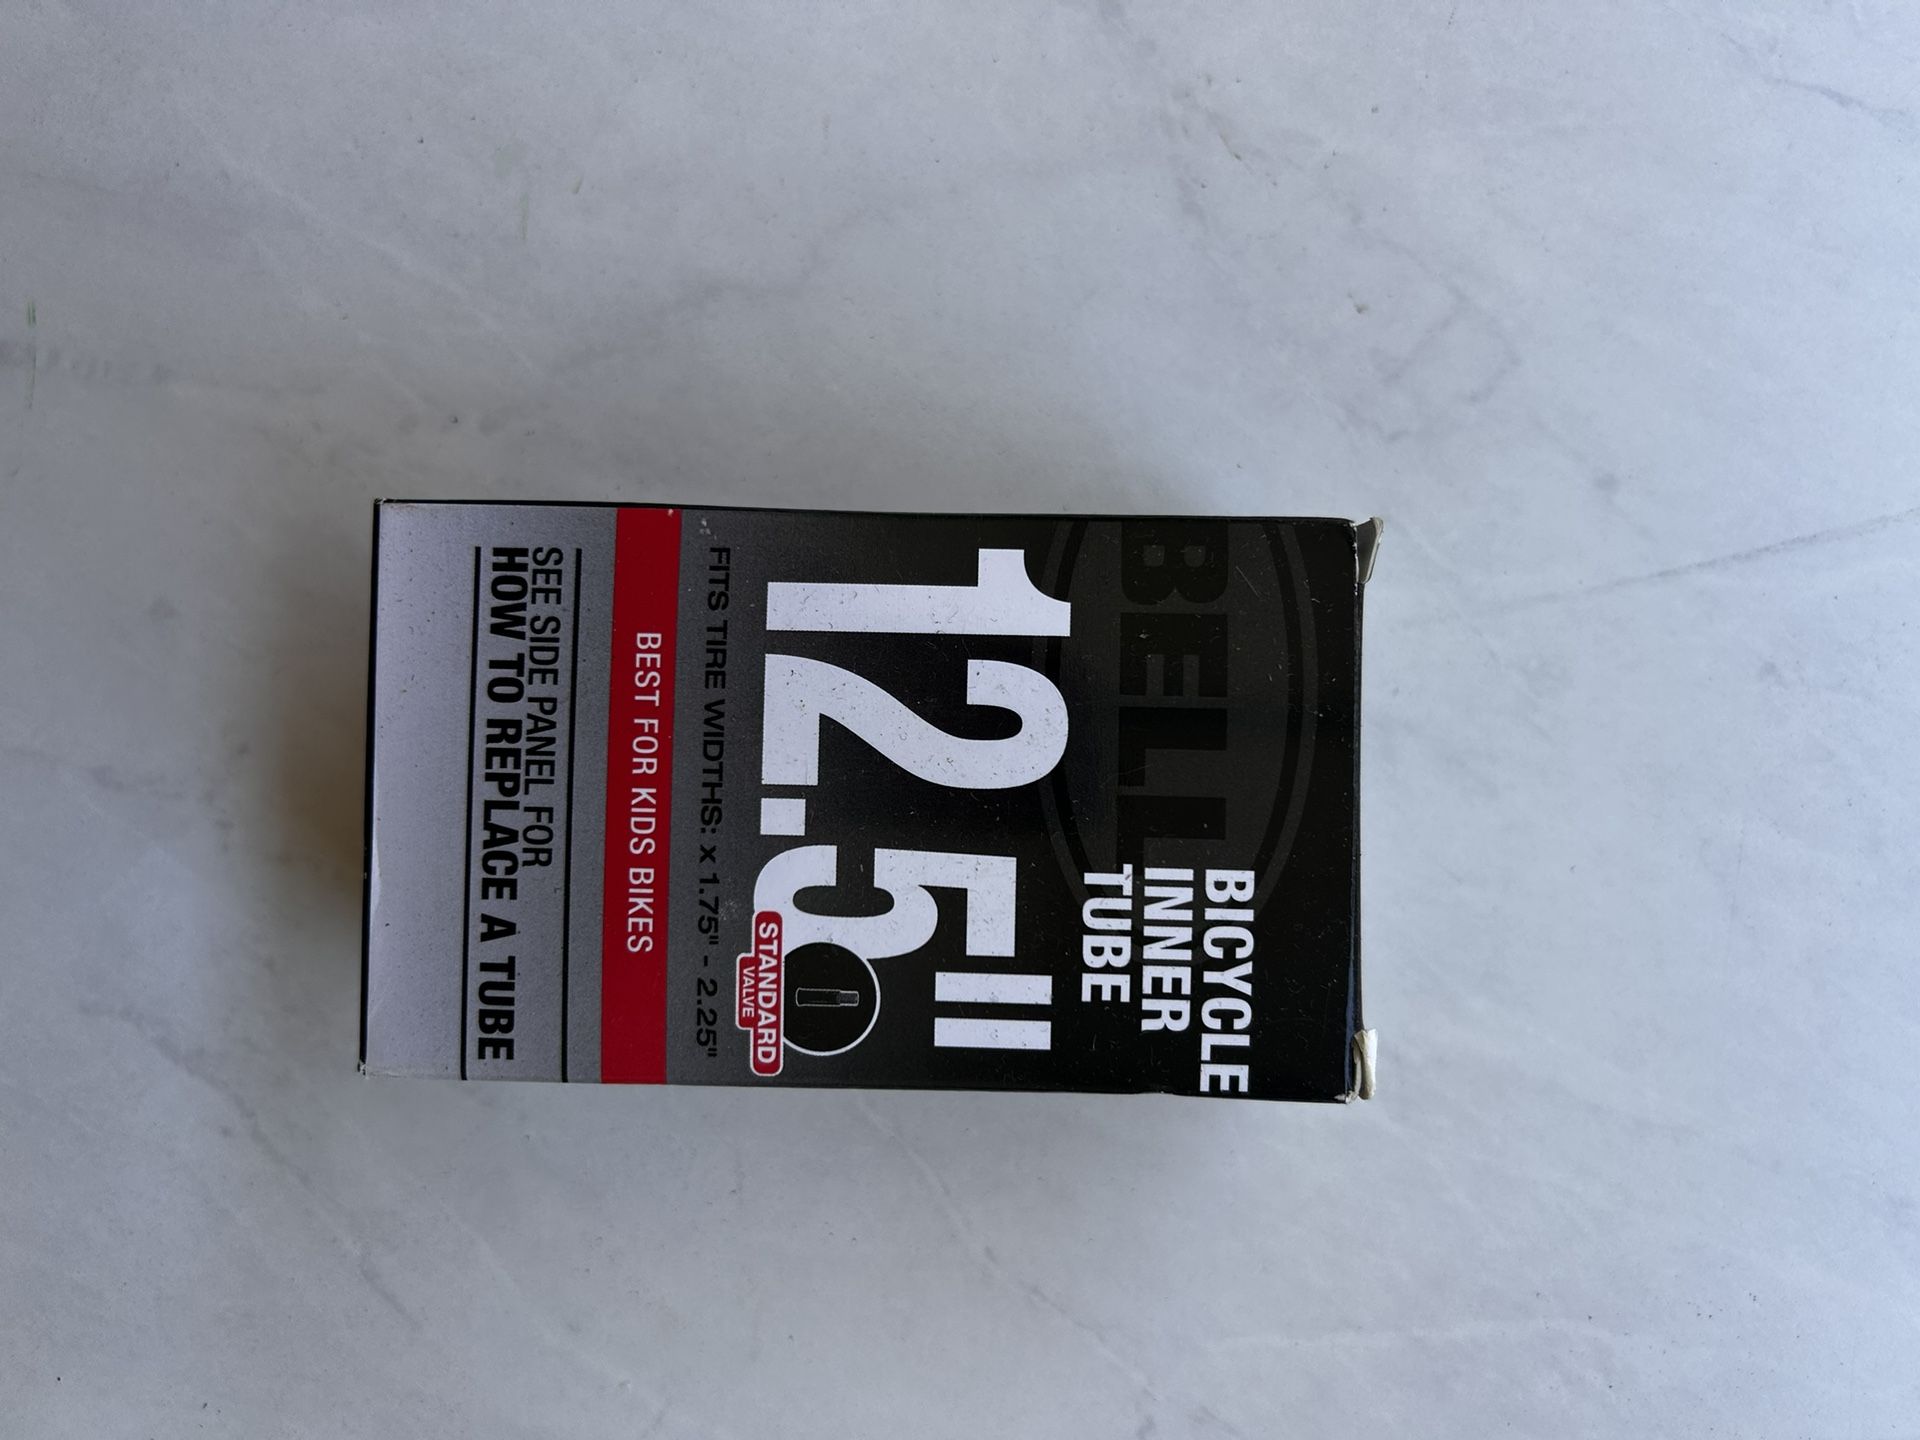 BELL
BICYCLE
INNER
TUBE
12.5"
STANDARD
VALVE
FITS TIRE WIDTHS: x 1.75" - 2.25"
BEST FOR KIDS BIKES
SEE SIDE PANEL FOR
HOW TO REPLACE A TUBE